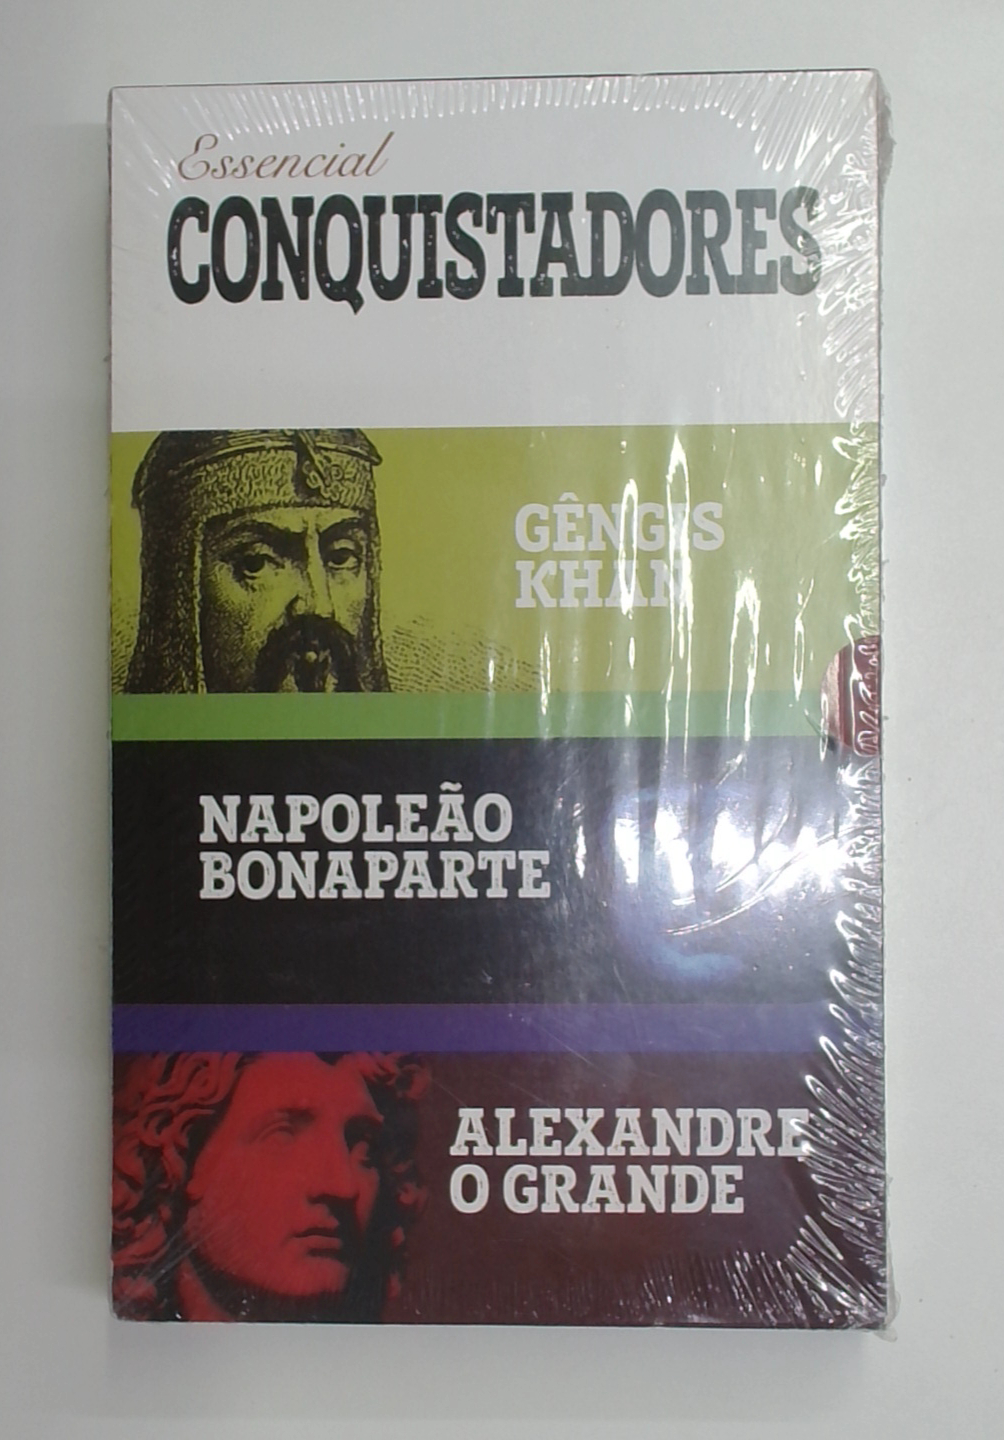 Essencial
CONQUISTADORES
GÊNGIS
KHAN
NAPOLEÃO
BONAPARTE
ALEXANDRE
O GRANDE